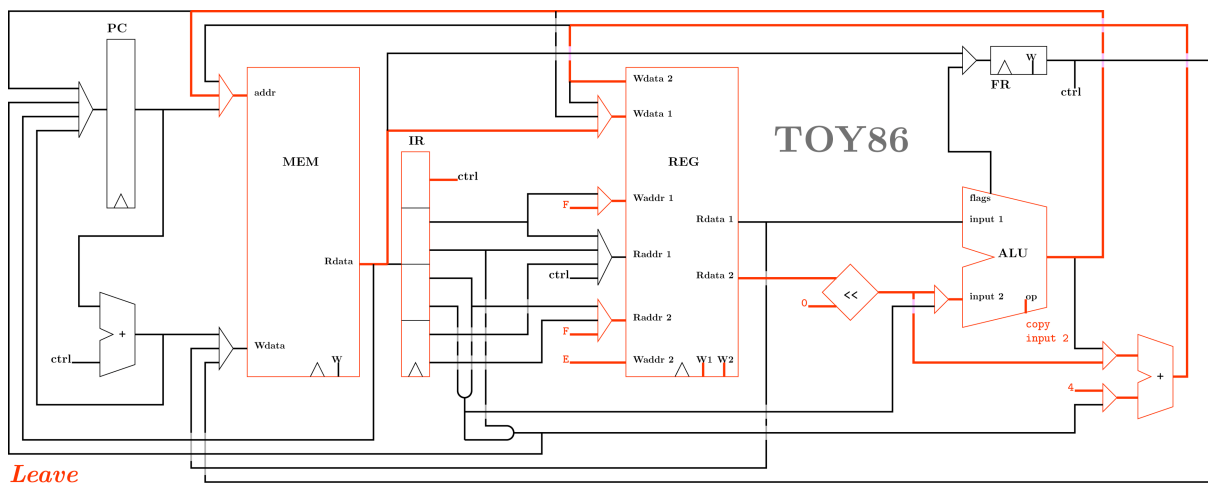 PC
addr
MEM
Rdata
Wdata
W
+
ctrl
IR
ctrl
F
ctrl
F
E
Wdata 2
Wdata 1
REG
Waddr 1
Rdata 1
Raddr 1
Rdata 2
Raddr 2
Waddr 2
W1 W2
TOY86
FR
W
ctrl
flags
input 1
ALU
input 2
op
copy
input 2
<<
0
4
+
Leave